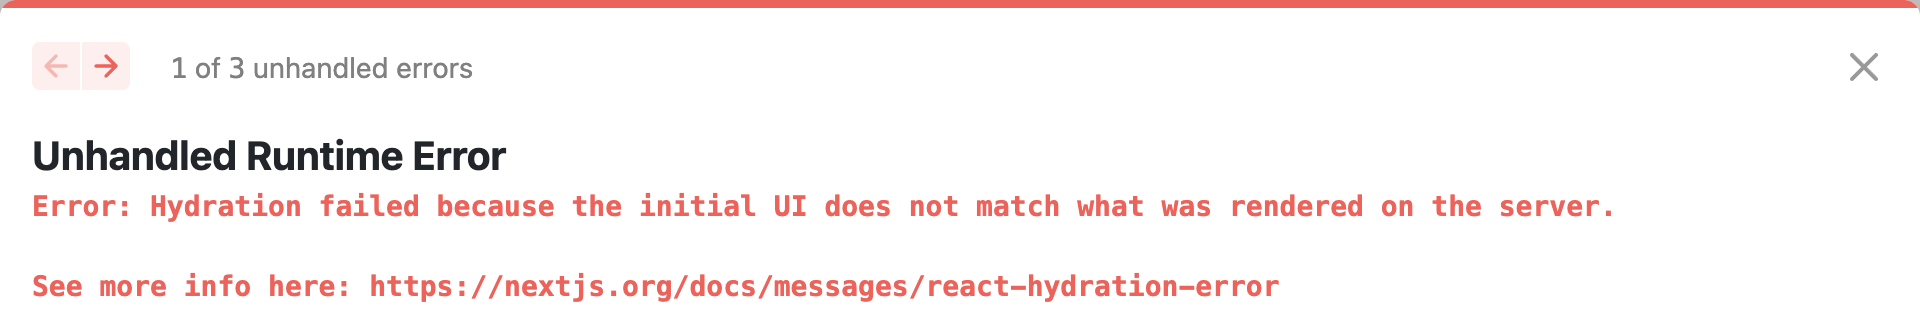 1 of 3 unhandled errors
Unhandled Runtime Error
Error: Hydration failed because the initial UI does not match what was rendered on the server.
See more info here: https://nextjs.org/docs/messages/react-hydration-error